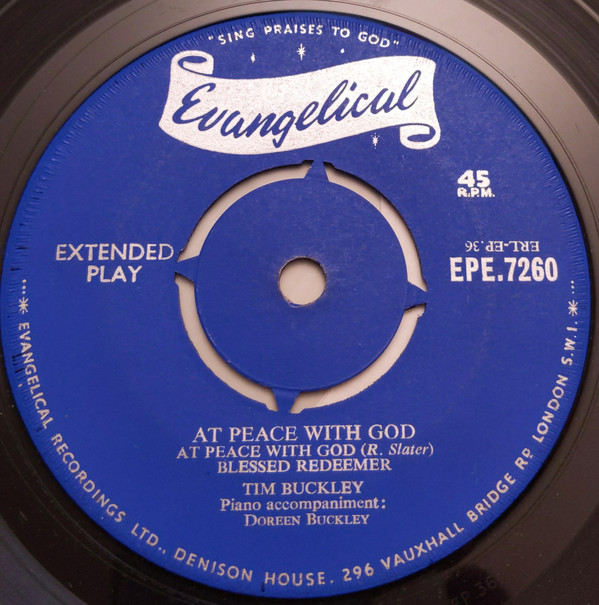 "SING PRAISES TO GOD"
Evangelical
45
R.P.M.
EXTENDED
PLAY
ERL-EP.36
EPE.7260
AT PEACE WITH GOD
AT PEACE WITH GOD (R. Slater)
BLESSED REDEEMER
TIM BUCKLEY
Piano accompaniment:
DOREEN BUCKLEY
...* EVANGELICAL RECORDINGS LTD., DENISON HOUSE. 296 VAUXHALL BRIDGE RD LONDON S.W.I. *...